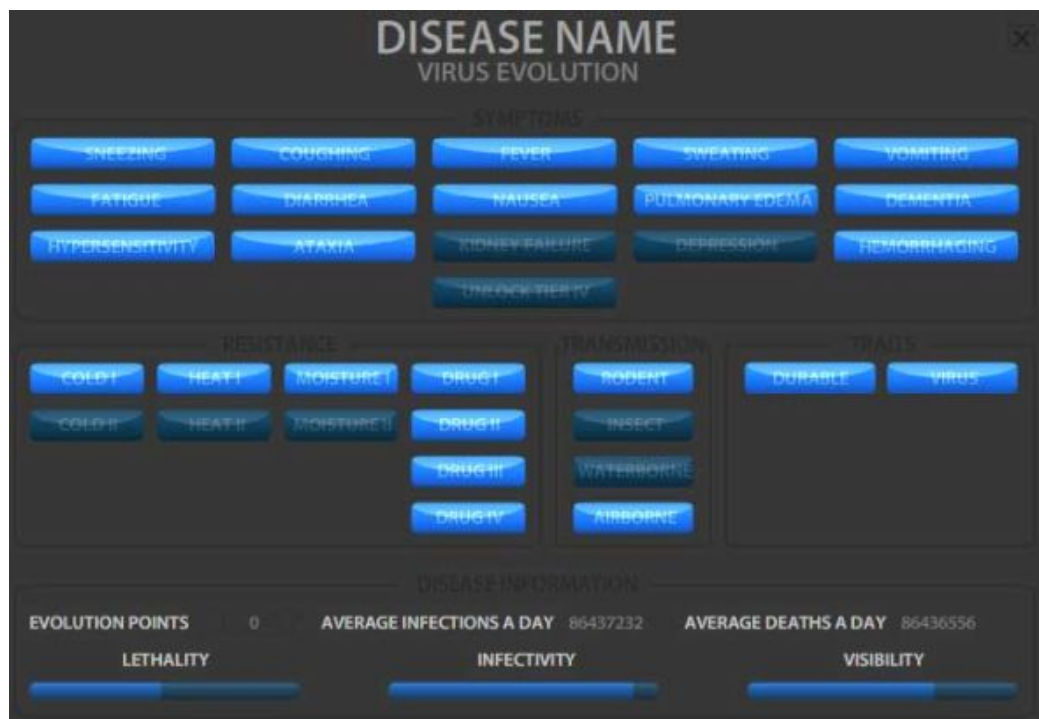 DISEASE NAME
VIRUS EVOLUTION
SYMPTOMS
SNEEZING COUGHING FEVER SWEATING VOMITING
FATIGUE DIARRHEA NAUSEA PULMONARY EDEMA DEMENTIA
HYPERSENSITIVITY ATAXIA KIDNEY FAILURE DEPRESSION HEMORRHAGING
UNLOCK TIER IV
RESISTANCE TRANSMISSION TRAITS
COLD I HEAT I MOISTURE I DRUG I RODENT DURABLE VIRUS
COLD II HEAT II MOISTURE II DRUG II INSECT
DRUG III WATERBORNE
DRUG IV AIRBORNE
DISEASE INFORMATION
EVOLUTION POINTS 0 AVERAGE INFECTIONS A DAY 86437232 AVERAGE DEATHS A DAY 86436556
LETHALITY INFECTIVITY VISIBILITY